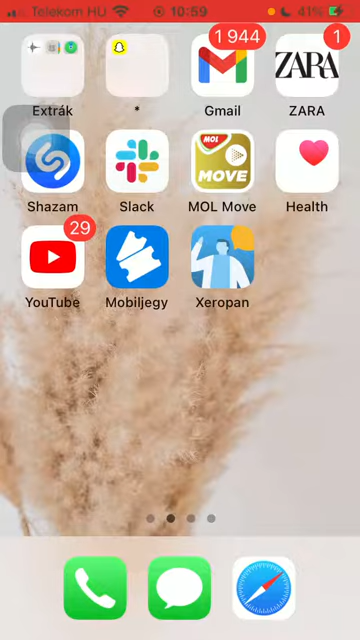 Telekom HU 10:59 41%
1 944 1
ZARA
Extrák * Gmail ZARA
MOL
MOVE
Shazam Slack MOL Move Health
29
YouTube Mobiljegy Xeropan